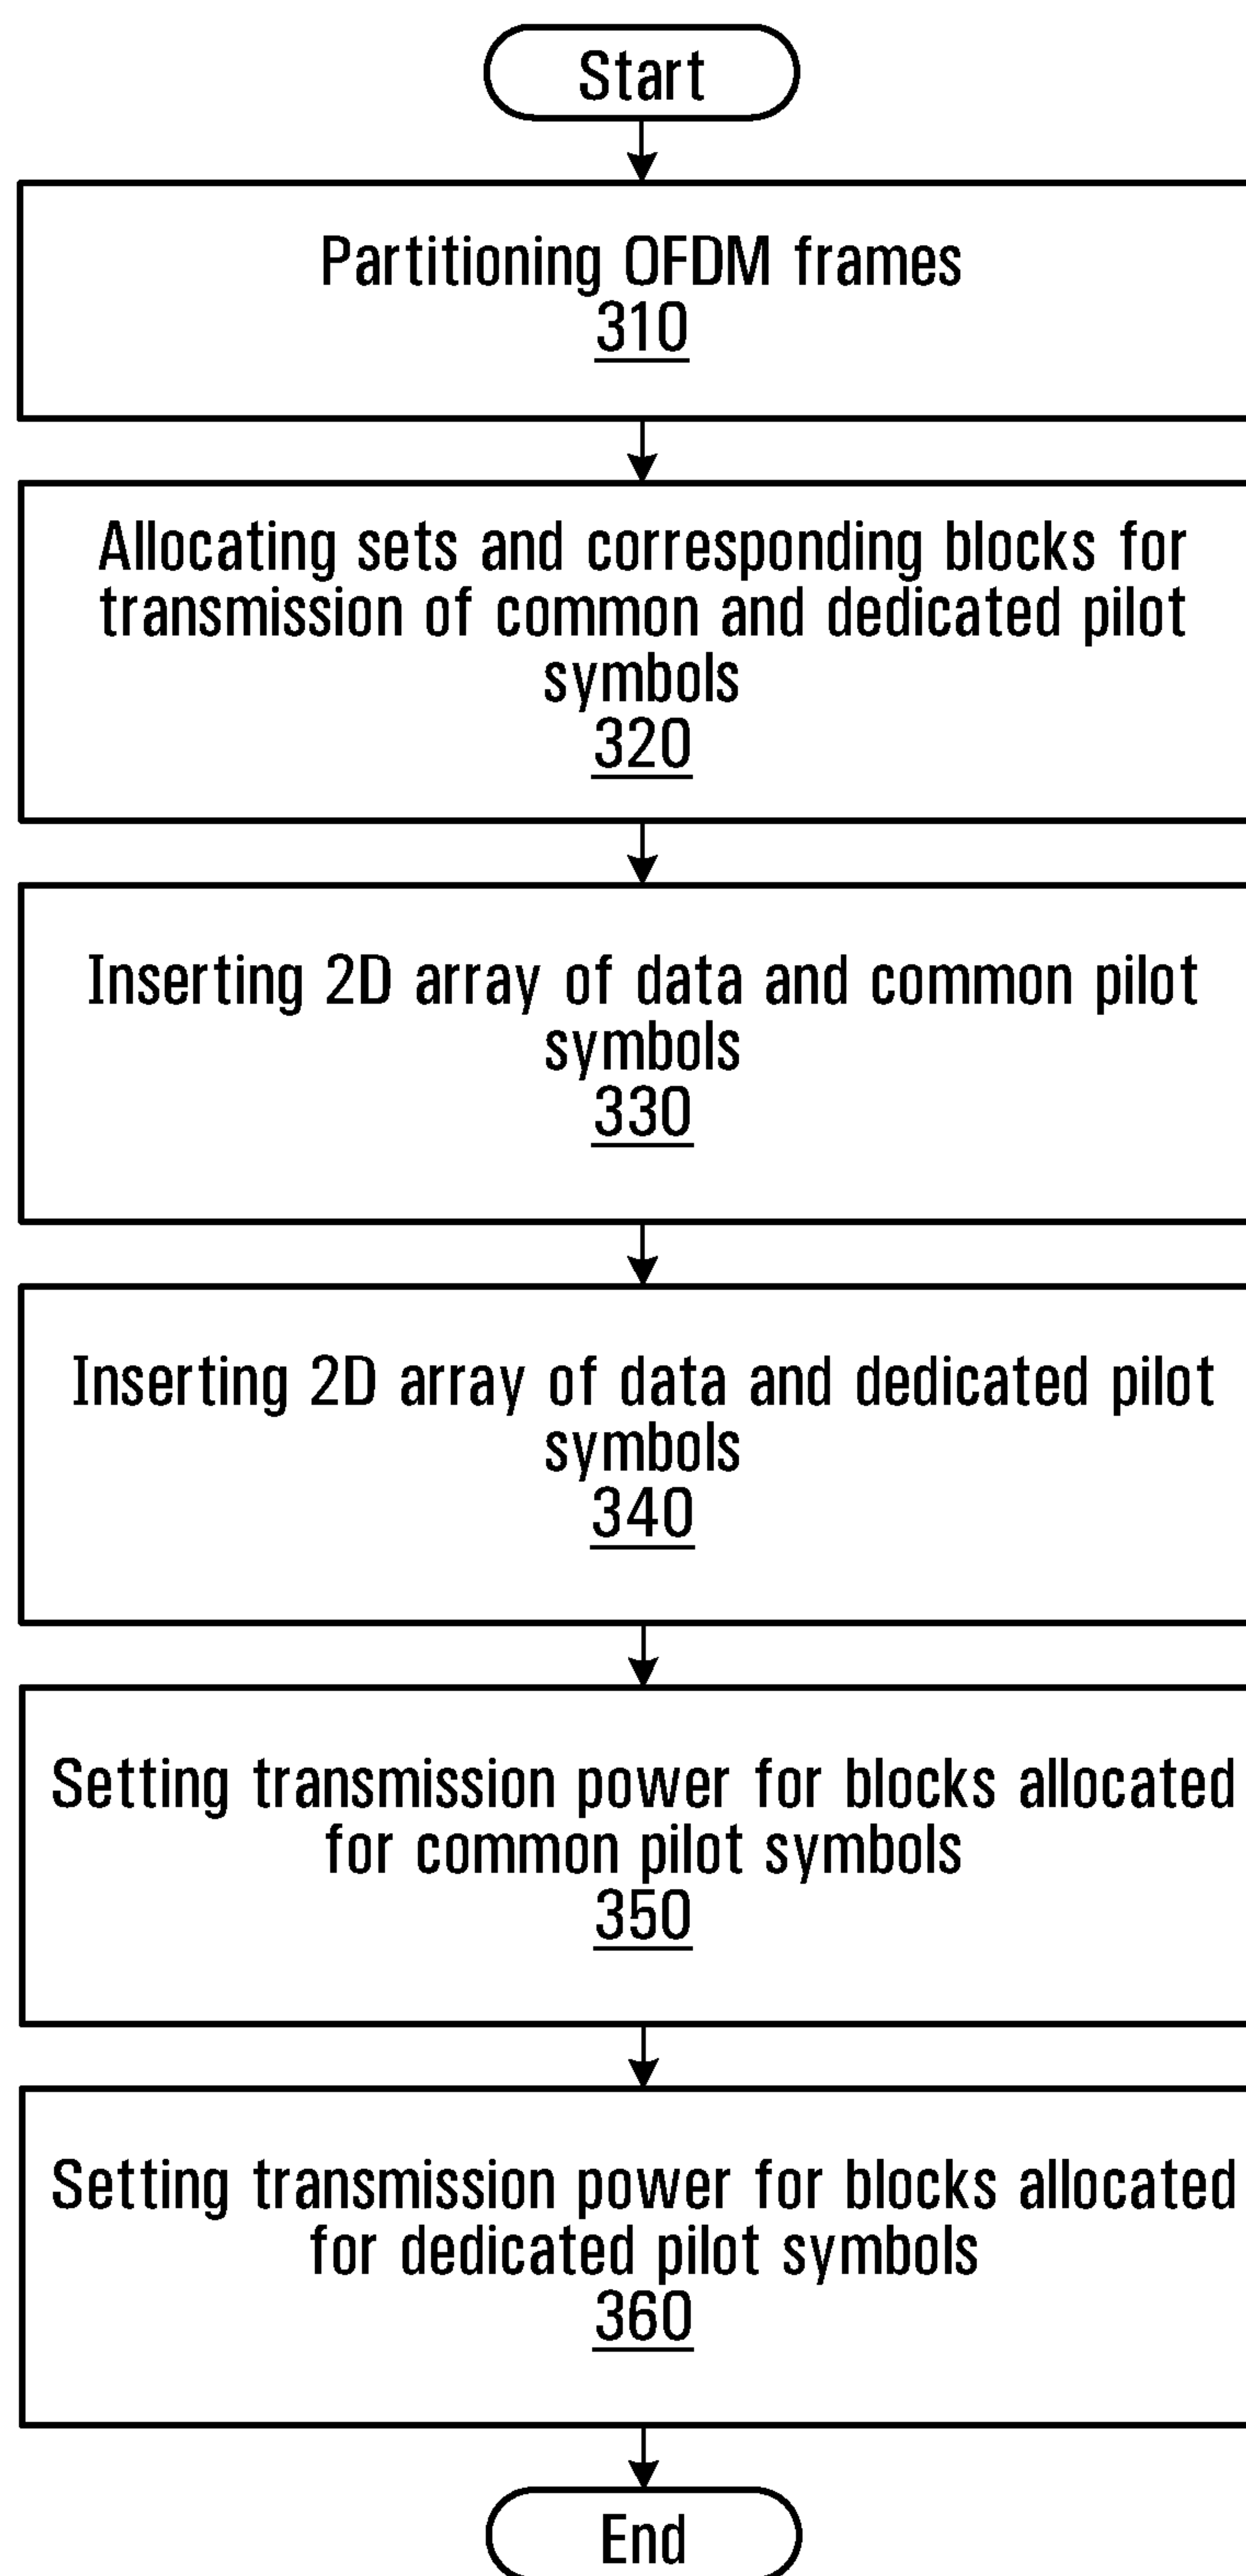 Start
Partitioning OFDM frames
310
Allocating sets and corresponding blocks for
transmission of common and dedicated pilot
symbols
320
Inserting 2D array of data and common pilot
symbols
330
Inserting 2D array of data and dedicated pilot
symbols
340
Setting transmission power for blocks allocated
for common pilot symbols
350
Setting transmission power for blocks allocated
for dedicated pilot symbols
360
End